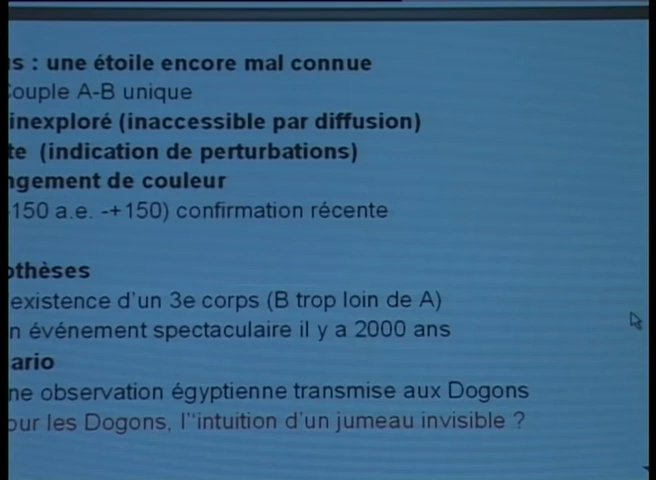 s : une étoile encore mal connue
Couple A-B unique
inexploré (inaccessible par diffusion)
te (indication de perturbations)
ngement de couleur
150 a.e. -+150) confirmation récente
othèses
existence d'un 3e corps (B trop loin de A)
n événement spectaculaire il y a 2000 ans
ario
ne observation égyptienne transmise aux Dogons
our les Dogons, l'‘intuition d'un jumeau invisible ?